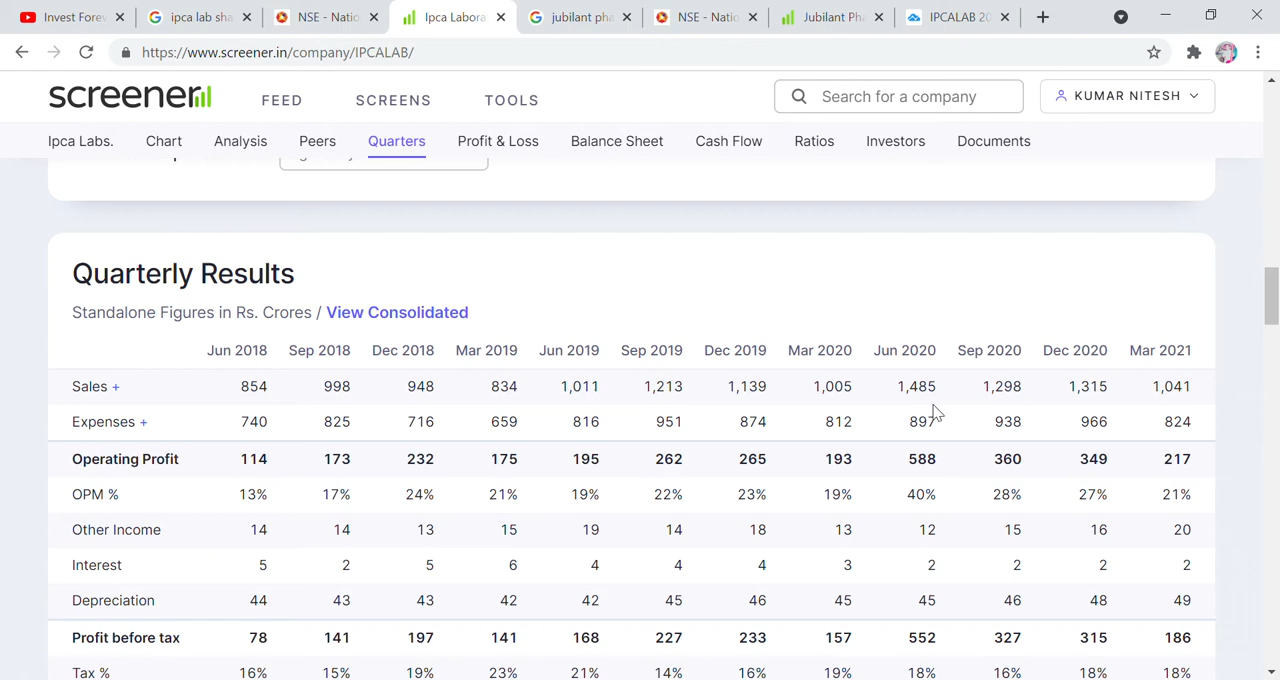 Invest Forev
ipca lab sha
NSE - Natio
Ipca Labora
jubilant pha
NSE - Natio
Jubilant Pha
IPCALAB 20
https://www.screener.in/company/IPCALAB/
screener
FEED SCREENS TOOLS
Search for a company
KUMAR NITESH
Ipca Labs. Chart Analysis Peers Quarters Profit & Loss Balance Sheet Cash Flow Ratios Investors Documents
Quarterly Results
Standalone Figures in Rs. Crores / View Consolidated
Jun 2018 Sep 2018 Dec 2018 Mar 2019 Jun 2019 Sep 2019 Dec 2019 Mar 2020 Jun 2020 Sep 2020 Dec 2020 Mar 2021
Sales + 854 998 948 834 1,011 1,213 1,139 1,005 1,485 1,298 1,315 1,041
Expenses + 740 825 716 659 816 951 874 812 897 938 966 824
Operating Profit 114 173 232 175 195 262 265 193 588 360 349 217
OPM % 13% 17% 24% 21% 19% 22% 23% 19% 40% 28% 27% 21%
Other Income 14 14 13 15 19 14 18 13 12 15 16 20
Interest 5 2 5 6 4 4 4 3 2 2 2 2
Depreciation 44 43 43 42 42 45 46 45 45 46 48 49
Profit before tax 78 141 197 141 168 227 233 157 552 327 315 186
Tax % 16% 15% 19% 23% 21% 14% 16% 19% 18% 16% 18% 18%